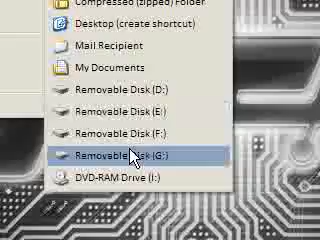 Compressed (zipped) Folder
Desktop (create shortcut)
Mail Recipient
My Documents
Removable Disk (D:)
Removable Disk (E:)
Removable Disk (F:)
Removable Disk (G:)
DVD-RAM Drive (I:)